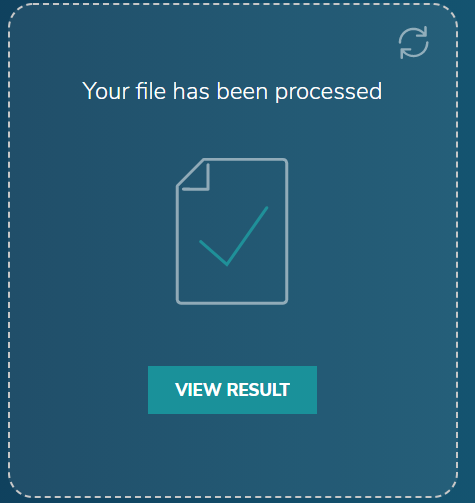 Your file has been processed
VIEW RESULT